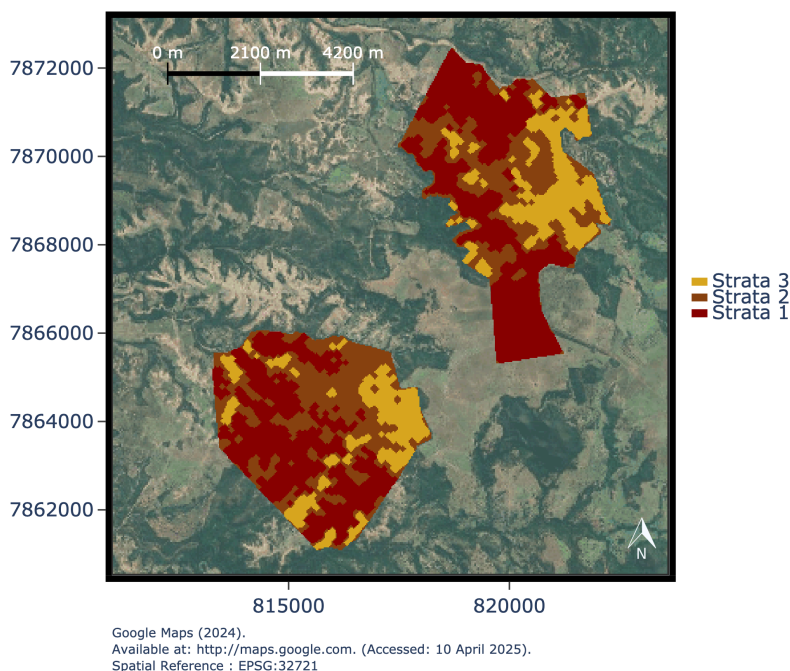 0 m 2100 m 4200 m
7872000
7870000
7868000
7866000
7864000
7862000
Strata 3
Strata 2
Strata 1
N
815000 820000
Google Maps (2024).
Available at: http://maps.google.com. (Accessed: 10 April 2025).
Spatial Reference : EPSG:32721